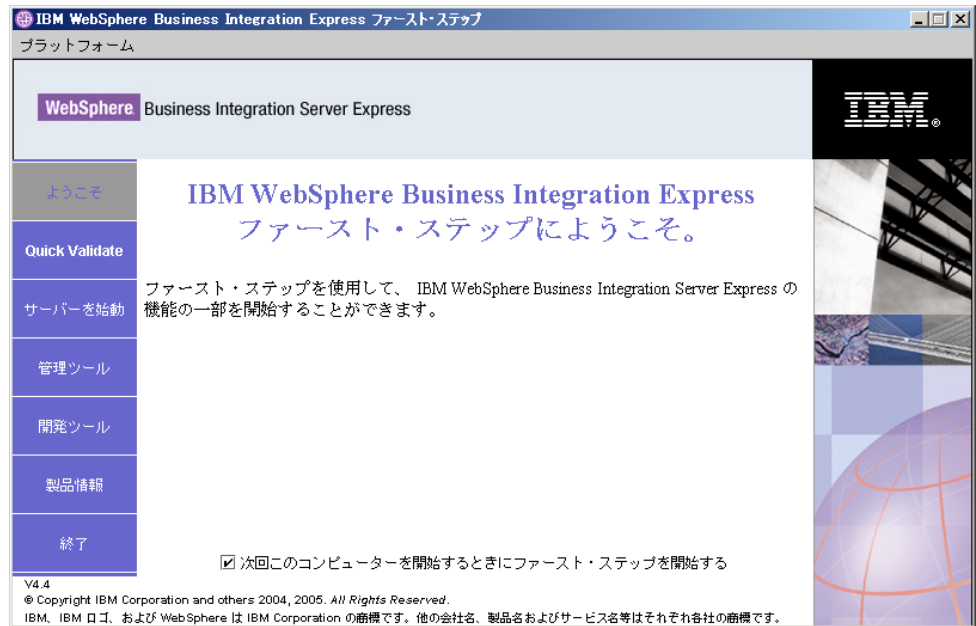 IBM WebSphere Business Integration Express ファースト・ステップ
プラットフォーム
WebSphere. Business Integration Server Express
IBM®
ようこそ
Quick Validate
サーバーを始動
管理ツール
開発ツール
製品情報
終了
IBM WebSphere Business Integration Express
ファースト・ステップにようこそ。
ファースト・ステップを使用して、 IBM WebSphere Business Integration Server Express の
機能の一部を開始することができます。
次回このコンピューターを開始するときにファースト・ステップを開始する
V4.4
© Copyright IBM Corporation and others 2004, 2005. All Rights Reserved.
IBM、IBM ロゴ、および WebSphere は IBM Corporation の商標です。他の会社名、製品名およびサービス名等はそれぞれ各社の商標です。